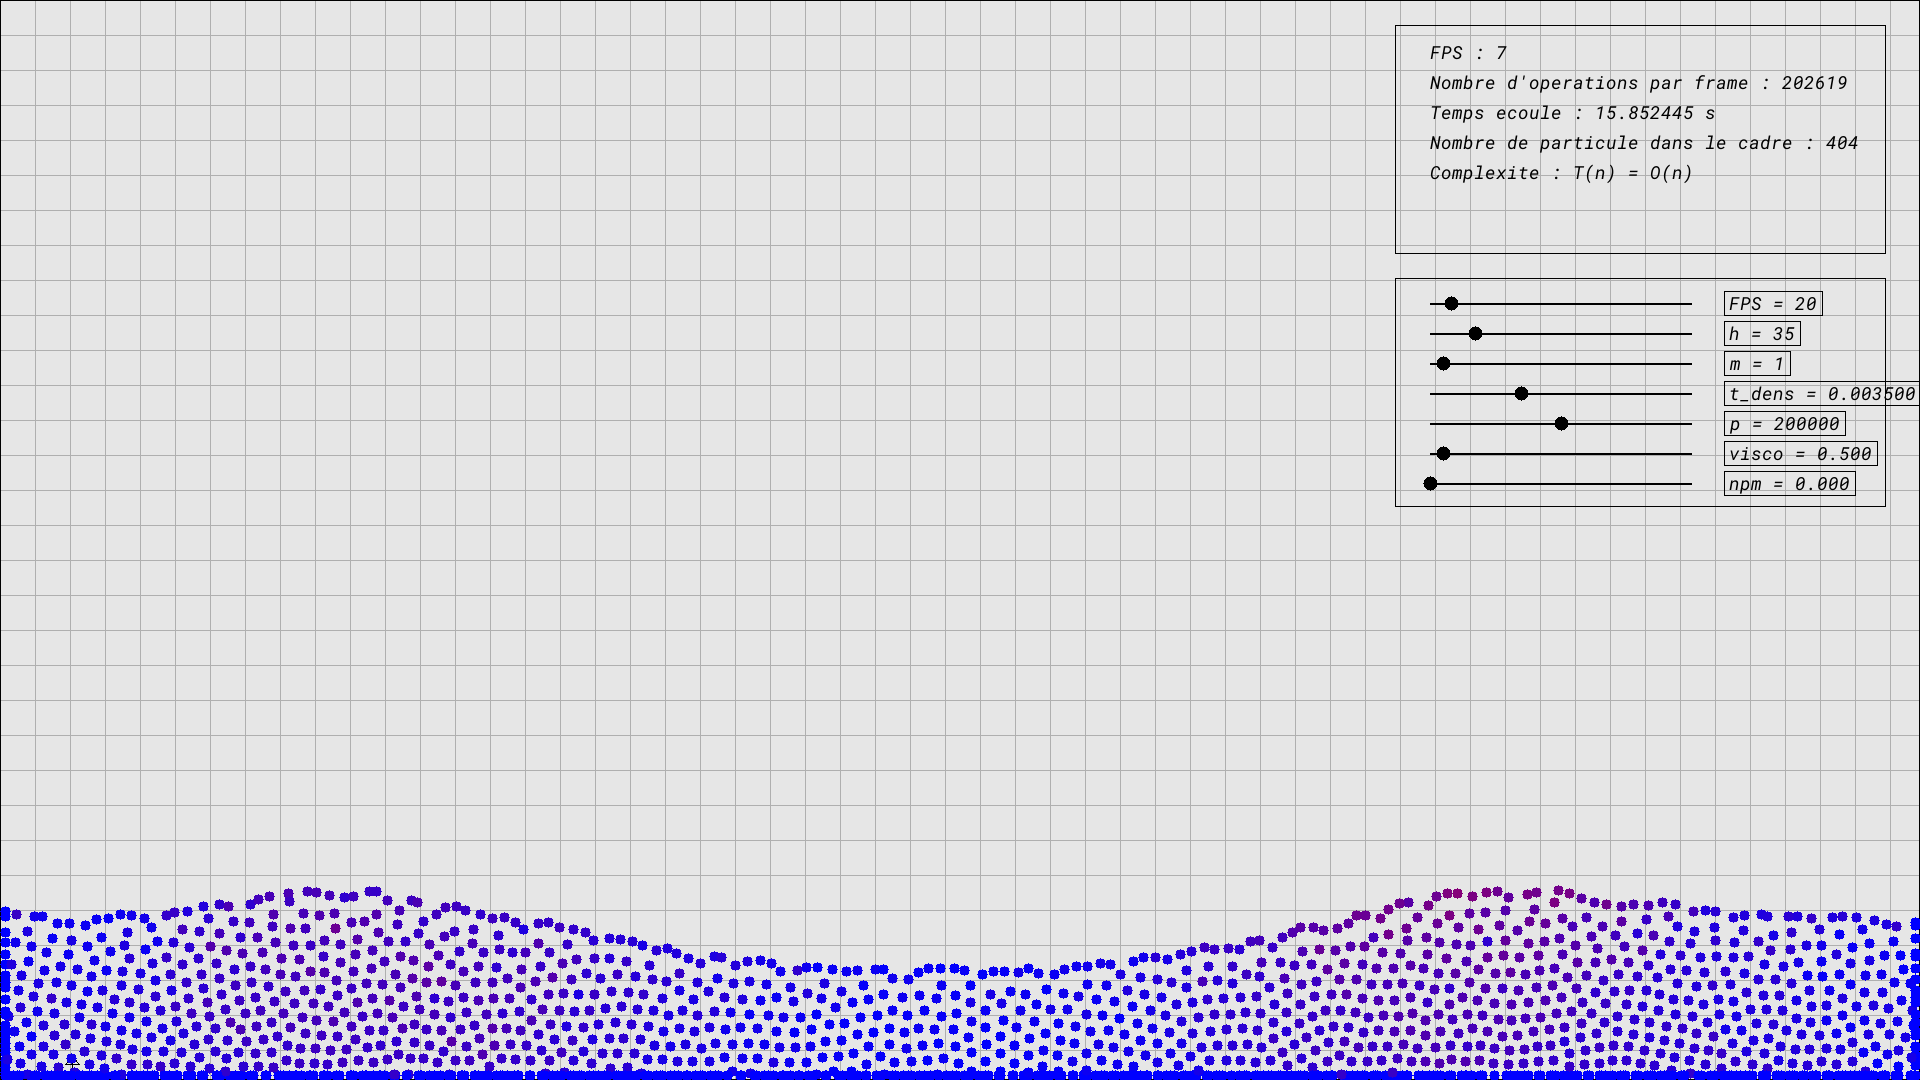 FPS : 7
Nombre d'operations par frame : 202619
Temps ecoule : 15.852445 s
Nombre de particule dans le cadre : 404
Complexite : T(n) = O(n)
FPS = 20
h = 35
m = 1
t_dens = 0.003500
p = 200000
visco = 0.500
npm = 0.000